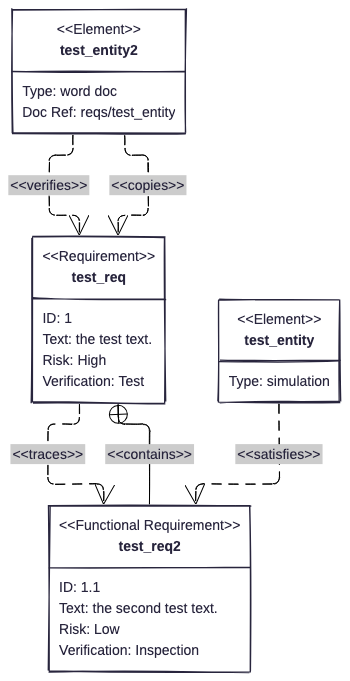 <<Element>>
test_entity2
Type: word doc
Doc Ref: reqs/test_entity
<<verifies>>
<<copies>>
<<Requirement>>
test_req
ID: 1
Text: the test text.
Risk: High
Verification: Test
<<Element>>
test_entity
Type: simulation
<<traces>>
<<contains>>
<<satisfies>>
<<Functional Requirement>>
test_req2
ID: 1.1
Text: the second test text.
Risk: Low
Verification: Inspection